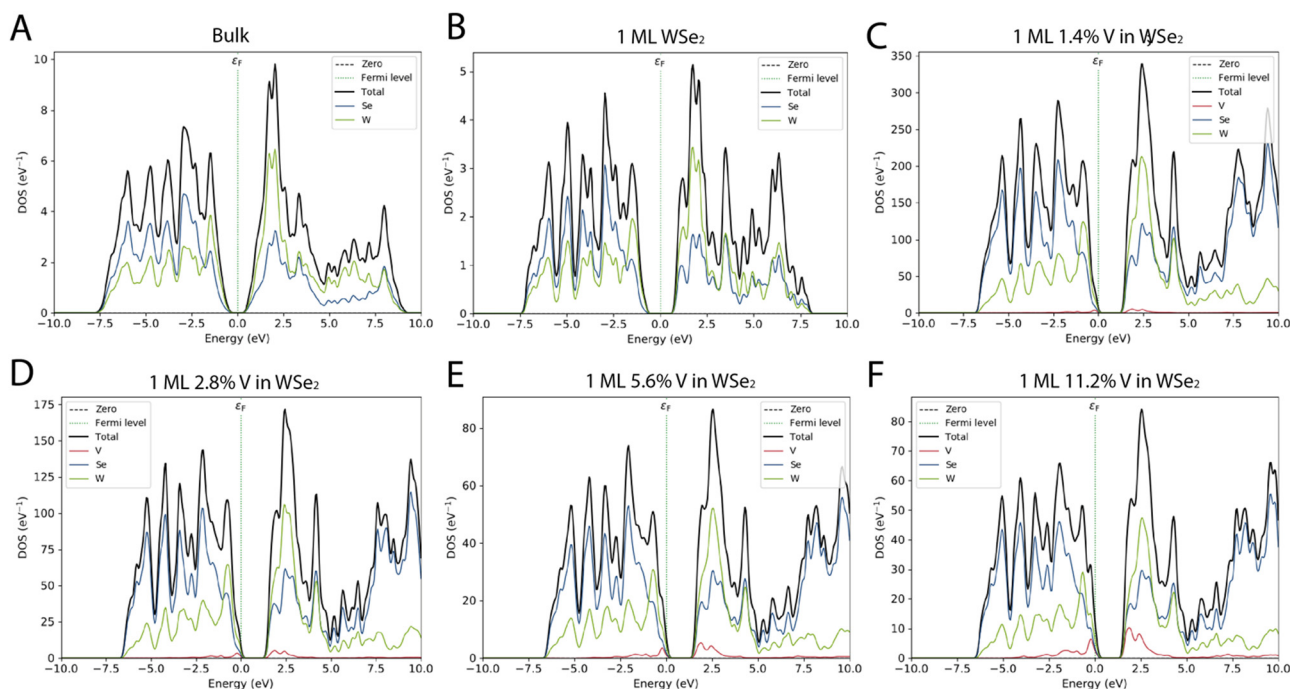 A
Bulk
εF
Zero
Fermi level
Total
Se
W
10
8
6
4
2
0
DOS (eV⁻¹)
−10.0 −7.5 −5.0 −2.5 0.0 2.5 5.0 7.5 10.0
Energy (eV)
B
1 ML WSe₂
εF
Zero
Fermi level
Total
Se
W
5
4
3
2
1
0
DOS (eV⁻¹)
−10.0 −7.5 −5.0 −2.5 0.0 2.5 5.0 7.5 10.0
Energy (eV)
C
1 ML 1.4% V in WSe₂
εF
Zero
Fermi level
Total
V
Se
W
350
300
250
200
150
100
50
0
DOS (eV⁻¹)
−10.0 −7.5 −5.0 −2.5 0.0 2.5 5.0 7.5 10.0
Energy (eV)
D
1 ML 2.8% V in WSe₂
εF
Zero
Fermi level
Total
V
Se
W
175
150
125
100
75
50
25
0
DOS (eV⁻¹)
−10.0 −7.5 −5.0 −2.5 0.0 2.5 5.0 7.5 10.0
Energy (eV)
E
1 ML 5.6% V in WSe₂
εF
Zero
Fermi level
Total
V
Se
W
80
60
40
20
0
DOS (eV⁻¹)
−10.0 −7.5 −5.0 −2.5 0.0 2.5 5.0 7.5 10.0
Energy (eV)
F
1 ML 11.2% V in WSe₂
εF
Zero
Fermi level
Total
V
Se
W
80
70
60
50
40
30
20
10
0
DOS (eV⁻¹)
−10.0 −7.5 −5.0 −2.5 0.0 2.5 5.0 7.5 10.0
Energy (eV)